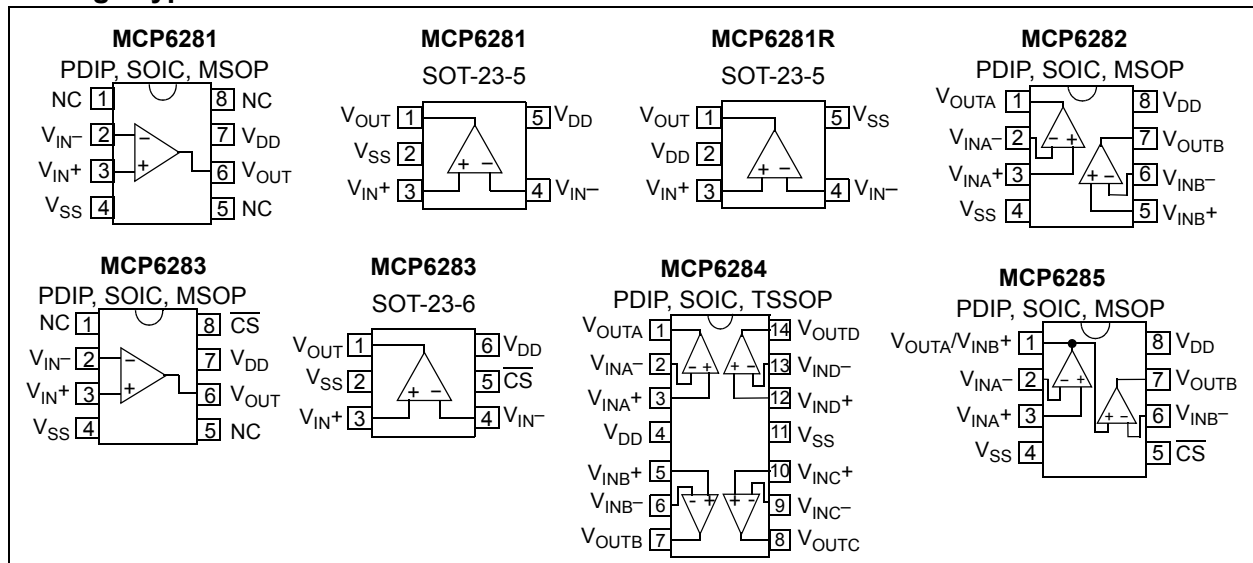 MCP6281
PDIP, SOIC, MSOP
NC 1
8 NC
VIN– 2
7 VDD
VIN+ 3
6 VOUT
VSS 4
5 NC
– +
MCP6281
SOT-23-5
VOUT 1
5 VDD
VSS 2
VIN+ 3
4 VIN–
+ –
MCP6281R
SOT-23-5
VOUT 1
5 VSS
VDD 2
VIN+ 3
4 VIN–
+ –
MCP6282
PDIP, SOIC, MSOP
VOUTA 1
8 VDD
VINA– 2
7 VOUTB
VINA+ 3
6 VINB–
VSS 4
5 VINB+
- +
+ -
MCP6283
PDIP, SOIC, MSOP
NC 1
8 CS
VIN– 2
7 VDD
VIN+ 3
6 VOUT
VSS 4
5 NC
– +
MCP6283
SOT-23-6
VOUT 1
6 VDD
VSS 2
5 CS
VIN+ 3
4 VIN–
+ –
MCP6284
PDIP, SOIC, TSSOP
VOUTA 1
14 VOUTD
VINA– 2
13 VIND–
VINA+ 3
12 VIND+
VDD 4
11 VSS
VINB+ 5
10 VINC+
VINB– 6
9 VINC–
VOUTB 7
8 VOUTC
- +
+ -
- +
+ -
MCP6285
PDIP, SOIC, MSOP
VOUTA/VINB+ 1
8 VDD
VINA– 2
7 VOUTB
VINA+ 3
6 VINB–
VSS 4
5 CS
- +
+ -